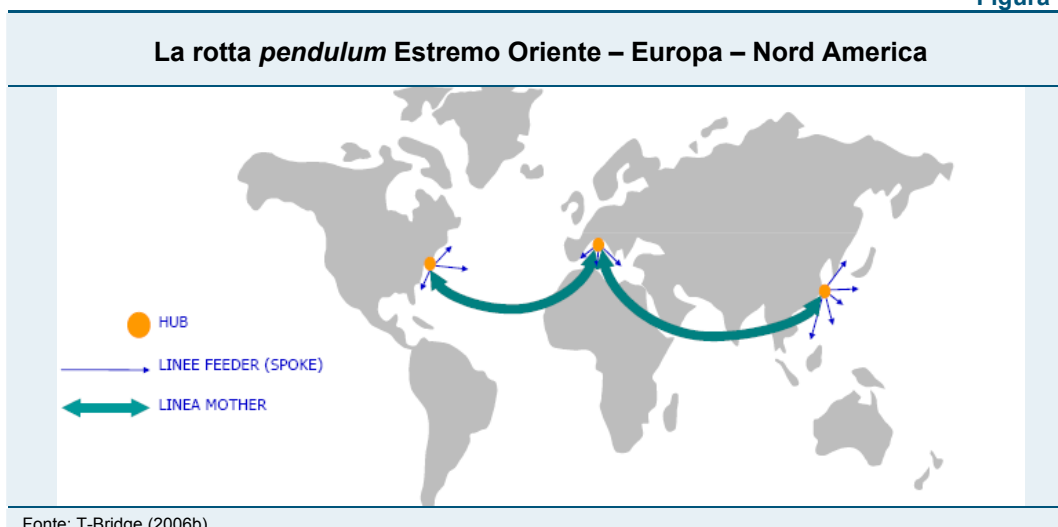 Figura
La rotta pendulum Estremo Oriente – Europa – Nord America
HUB
LINEE FEEDER (SPOKE)
LINEA MOTHER
Fonte: T-Bridge (2006b)